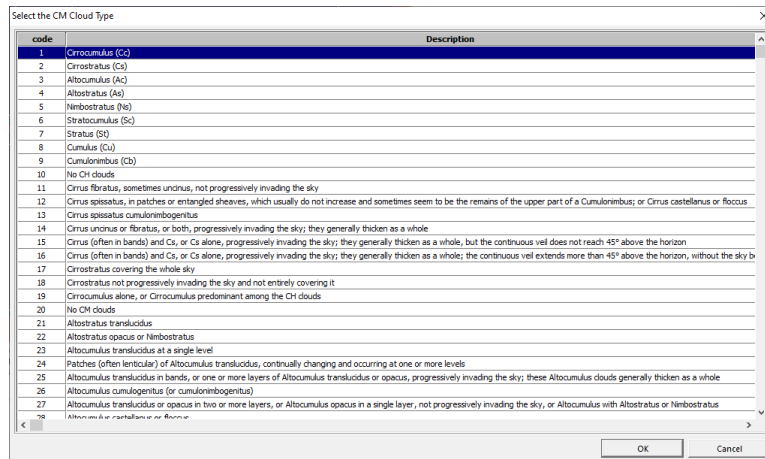 Select the CM Cloud Type
code Description
1 Cirrocumulus (Cc)
2 Cirrostratus (Cs)
3 Altocumulus (Ac)
4 Altostratus (As)
5 Nimbostratus (Ns)
6 Stratocumulus (Sc)
7 Stratus (St)
8 Cumulus (Cu)
9 Cumulonimbus (Cb)
10 No CH clouds
11 Cirrus fibratus, sometimes uncinus, not progressively invading the sky
12 Cirrus spissatus, in patches or entangled sheaves, which usually do not increase and sometimes seem to be the remains of the upper part of a Cumulonimbus; or Cirrus castellanus or floccus
13 Cirrus spissatus cumulonimbogenitus
14 Cirrus uncinus or fibratus, or both, progressively invading the sky; they generally thicken as a whole
15 Cirrus (often in bands) and Cs, or Cs alone, progressively invading the sky; they generally thicken as a whole, but the continuous veil does not reach 45° above the horizon
16 Cirrus (often in bands) and Cs, or Cs alone, progressively invading the sky; they generally thicken as a whole; the continuous veil extends more than 45° above the horizon, without the sky
17 Cirrostratus covering the whole sky
18 Cirrostratus not progressively invading the sky and not entirely covering it
19 Cirrocumulus alone, or Cirrocumulus predominant among the CH clouds
20 No CM clouds
21 Altostratus translucidus
22 Altostratus opacus or Nimbostratus
23 Altocumulus translucidus at a single level
24 Patches (often lenticular) of Altocumulus translucidus, continually changing and occurring at one or more levels
25 Altocumulus translucidus in bands, or one or more layers of Altocumulus translucidus or opacus, progressively invading the sky; these Altocumulus clouds generally thicken as a whole
26 Altocumulus cumulogenitus (or cumulonimbogenitus)
27 Altocumulus translucidus or opacus in two or more layers, or Altocumulus opacus in a single layer, not progressively invading the sky, or Altocumulus with Altostratus or Nimbostratus
28 Altocumulus castellanus or floccus
OK Cancel